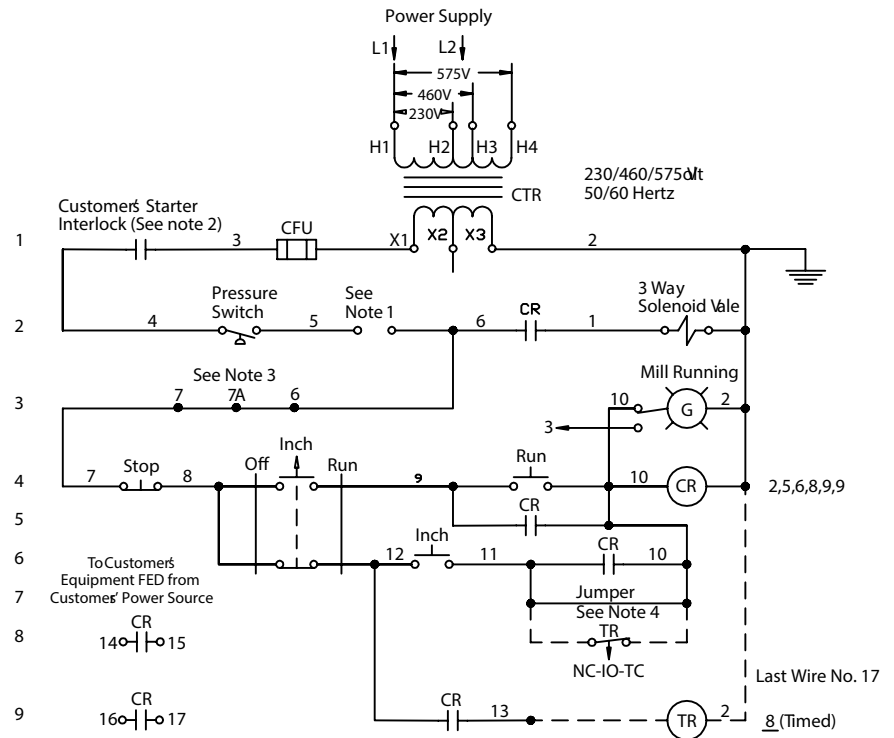 Power Supply
L1 L2
575V
460V
230V
H1 H2 H3 H4
230/460/575olt
50/60 Hertz
CTR
Customer's Starter
Interlock (See note 2)
1 3 CFU X1 X2 X3 2
Pressure
Switch
See
Note 1
3 Way
Solenoid Vale
2 4 5 6 CR 1
See Note 3
Mill Running
3 7 7A 6 10 G 2
3
Inch
4 7 Stop 8 Off Run 9 Run 10 CR 2,5,6,8,9,9
5 CR
6 12 Inch 11 CR 10
To Customer's
Equipment FED from
Customer' Power Source
7 Jumper
See Note 4
8 CR TR
14 15
NC-IO-TC
Last Wire No. 17
9 CR CR 13 TR 2 8 (Timed)
16 17